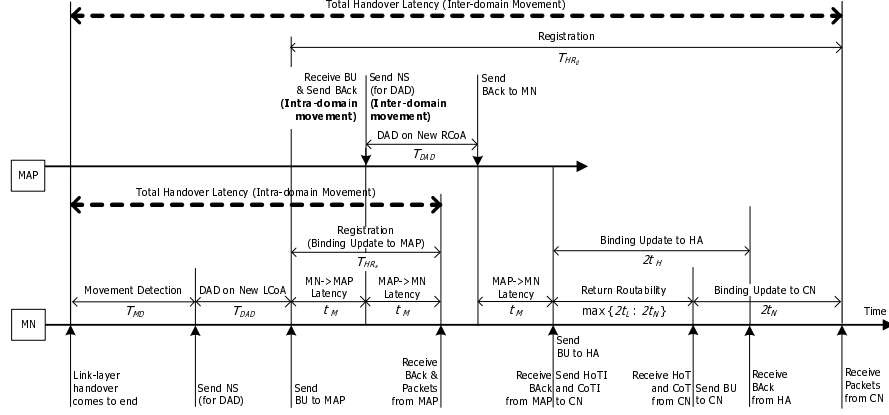 Total Handover Latency (Inter-domain Movement)
Registration
T_HRg
Receive BU
& Send BAck
(Intra-domain
movement)
Send NS
(for DAD)
(Inter-domain
movement)
Send
BAck to MN
DAD on New RCoA
T_DAD
MAP
Total Handover Latency (Intra-domain Movement)
Registration
(Binding Update to MAP)
T_HRa
Binding Update to HA
2t_H
Movement Detection
T_MD
DAD on New LCoA
T_DAD
MN->MAP
Latency
t_M
MAP->MN
Latency
t_M
MAP->MN
Latency
t_M
Return Routability
max{2t_L : 2t_N}
Binding Update to CN
2t_N
MN
Time
Link-layer
handover
comes to end
Send NS
(for DAD)
Send
BU to MAP
Receive
BAck &
Packets
from MAP
Receive
BAck
from MAP
Send
BU to HA
Send HoTI
and CoTI
to CN
Receive HoT
and CoT
from CN
Send BU
to CN
Receive
BAck
from HA
Receive
Packets
from CN